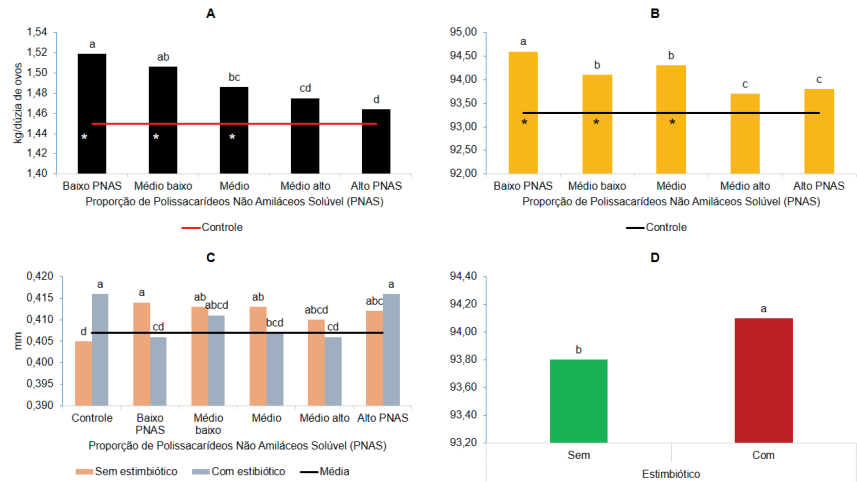 A
kg/dúzia de ovos
1,54
1,52
1,50
1,48
1,46
1,44
1,42
1,40
a
ab
bc
cd
d
* * *
Baixo PNAS Médio baixo Médio Médio alto Alto PNAS
Proporção de Polissacarídeos Não Amiláceos Solúvel (PNAS)
Controle
B
95,00
94,50
94,00
93,50
93,00
92,50
92,00
a
b
b
c
c
* * *
Baixo PNAS Médio baixo Médio Médio alto Alto PNAS
Proporção de Polissacarídeos Não Amiláceos Solúvel (PNAS)
Controle
C
mm
0,420
0,415
0,410
0,405
0,400
0,395
0,390
d a a cd ab abcd ab bcd abcd cd abc a
Controle Baixo PNAS Médio baixo Médio Médio alto Alto PNAS
Proporção de Polissacarídeos Não Amiláceos Solúvel (PNAS)
Sem estimbiótico Com estibiótico Média
D
94,40
94,20
94,00
93,80
93,60
93,40
93,20
b
a
Sem Com
Estimbiótico